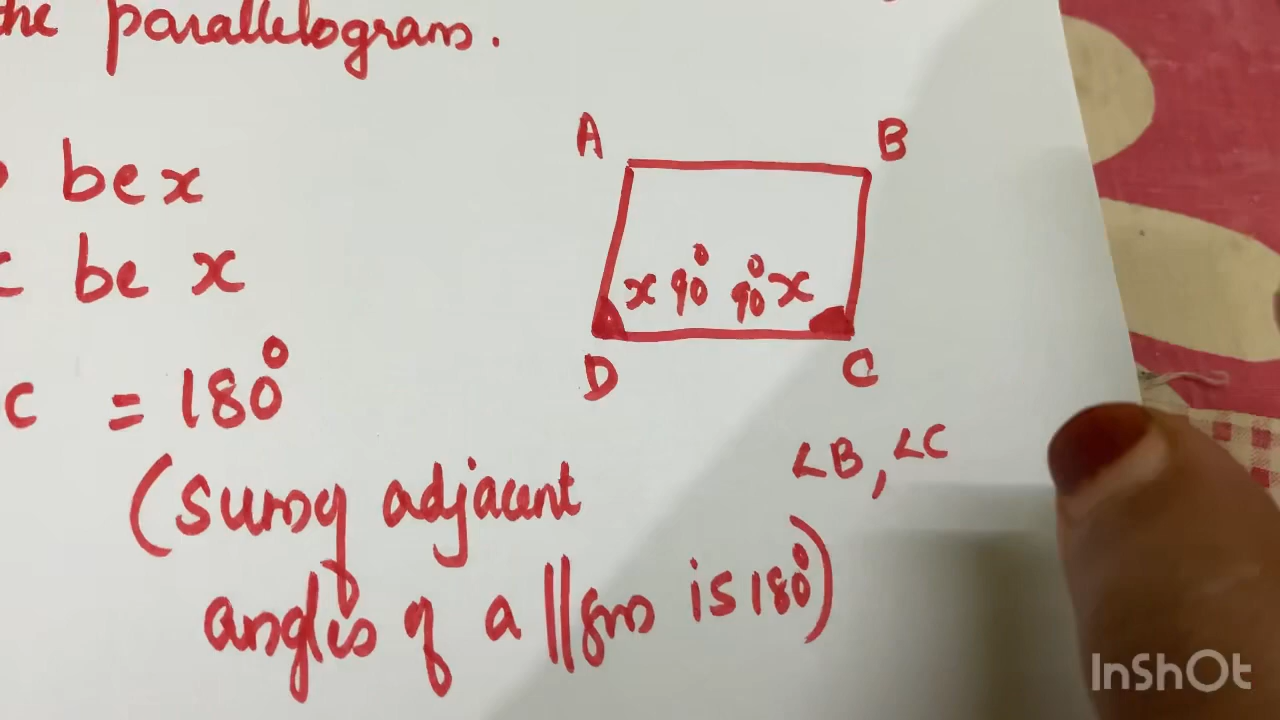 the parallelogram.
A B
be x
be x
x 90° 90° x
D C
C = 180°
∠B, ∠C
(sum of adjacent
angles of a ||gm is 180°)
InShOt